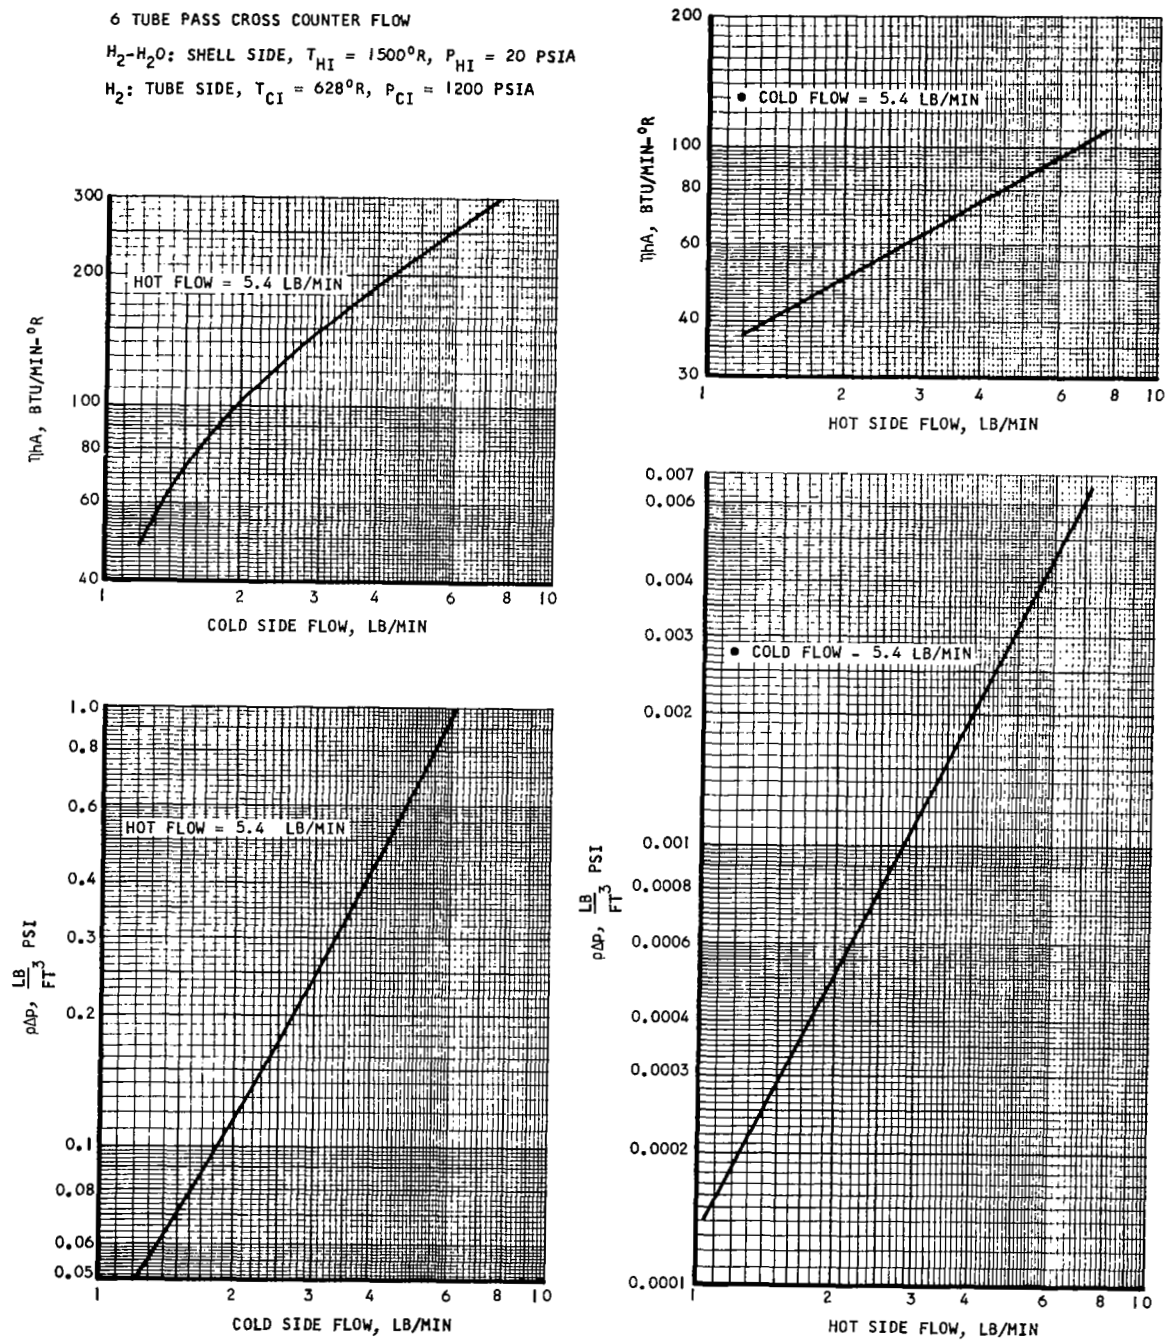 6 TUBE PASS CROSS COUNTER FLOW
H2-H2O: SHELL SIDE, THI = 1500°R, PHI = 20 PSIA
H2: TUBE SIDE, TCI = 628°R, PCI = 1200 PSIA
ηhA, BTU/MIN-°R
300
200
100
80
60
40
HOT FLOW = 5.4 LB/MIN
1 2 3 4 6 8 10
COLD SIDE FLOW, LB/MIN
ηhA, BTU/MIN-°R
200
100
80
60
40
30
• COLD FLOW = 5.4 LB/MIN
1 2 3 4 6 8 10
HOT SIDE FLOW, LB/MIN
ρΔP, LB/FT³ PSI
1.0
0.8
0.6
0.4
0.3
0.2
0.1
0.08
0.06
0.05
HOT FLOW = 5.4 LB/MIN
1 2 3 4 6 8 10
COLD SIDE FLOW, LB/MIN
ρΔP, LB/FT³ PSI
0.007
0.006
0.004
0.003
0.002
0.001
0.0008
0.0006
0.0004
0.0003
0.0002
0.0001
• COLD FLOW - 5.4 LB/MIN
1 2 3 4 6 8 10
HOT SIDE FLOW, LB/MIN